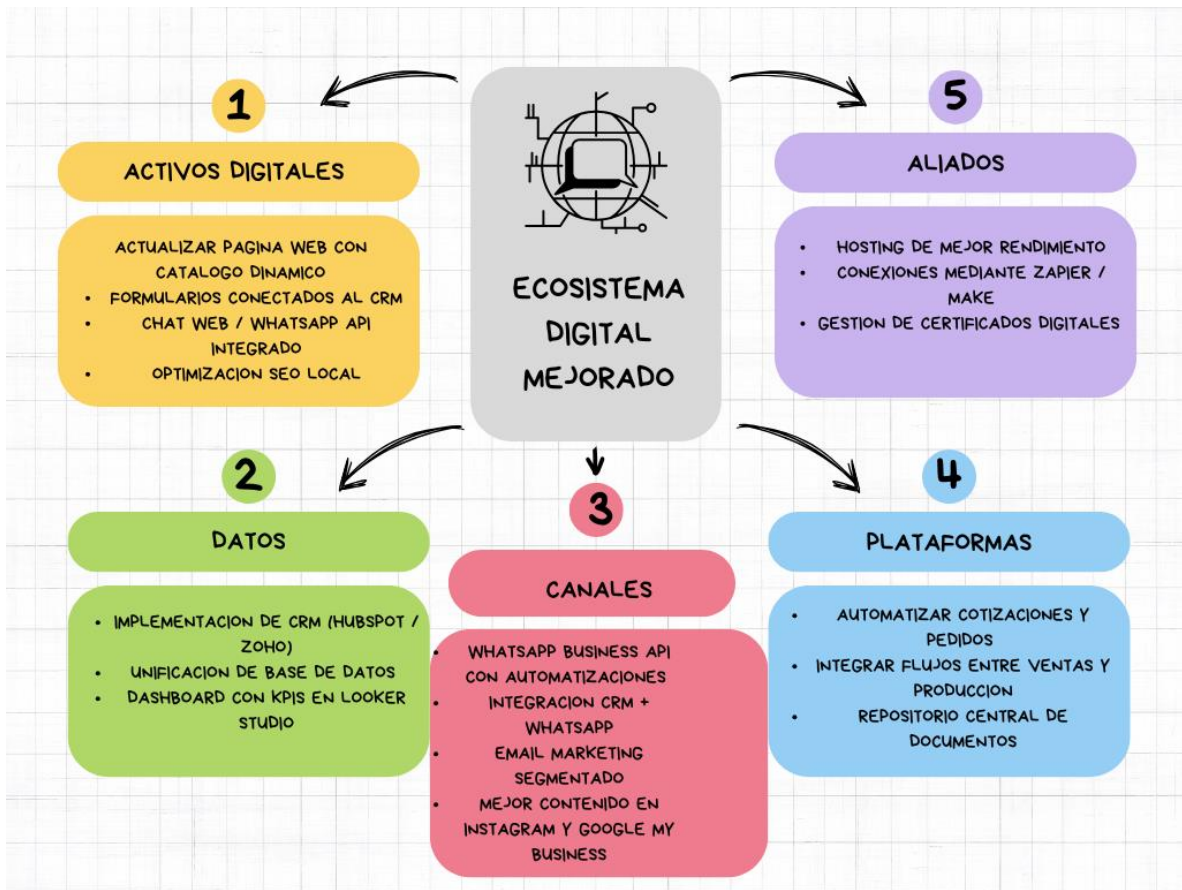 ECOSISTEMA
DIGITAL
MEJORADO
1
ACTIVOS DIGITALES
ACTUALIZAR PAGINA WEB CON
CATALOGO DINAMICO
• FORMULARIOS CONECTADOS AL CRM
• CHAT WEB / WHATSAPP API
INTEGRADO
• OPTIMIZACION SEO LOCAL
2
DATOS
• IMPLEMENTACION DE CRM (HUBSPOT /
ZOHO)
• UNIFICACION DE BASE DE DATOS
• DASHBOARD CON KPIS EN LOOKER
STUDIO
3
CANALES
• WHATSAPP BUSINESS API
CON AUTOMATIZACIONES
• INTEGRACION CRM +
WHATSAPP
• EMAIL MARKETING
SEGMENTADO
• MEJOR CONTENIDO EN
INSTAGRAM Y GOOGLE MY
BUSINESS
4
PLATAFORMAS
• AUTOMATIZAR COTIZACIONES Y
PEDIDOS
• INTEGRAR FLUJOS ENTRE VENTAS Y
PRODUCCION
• REPOSITORIO CENTRAL DE
DOCUMENTOS
5
ALIADOS
• HOSTING DE MEJOR RENDIMIENTO
• CONEXIONES MEDIANTE ZAPIER /
MAKE
• GESTION DE CERTIFICADOS DIGITALES